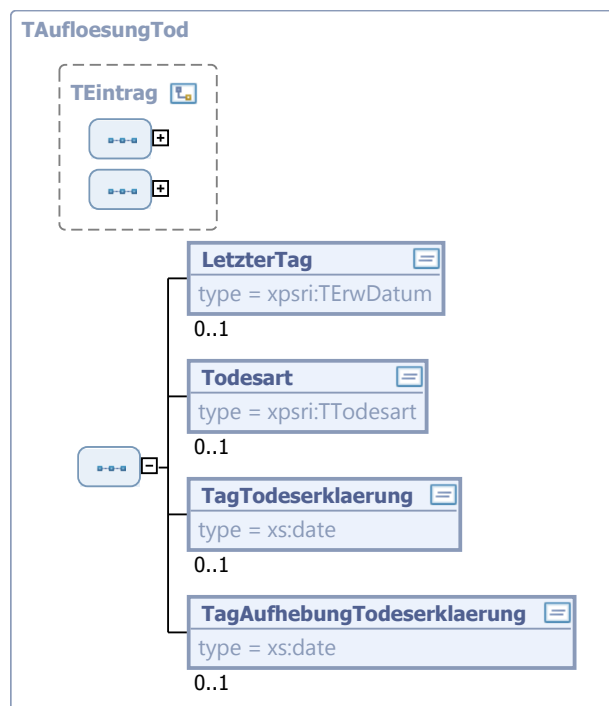 TAufloesungTod
TEintrag
LetzterTag
type = xpsri:TErwDatum
0..1
Todesart
type = xpsri:TTodesart
0..1
TagTodeserklaerung
type = xs:date
0..1
TagAufhebungTodeserklaerung
type = xs:date
0..1